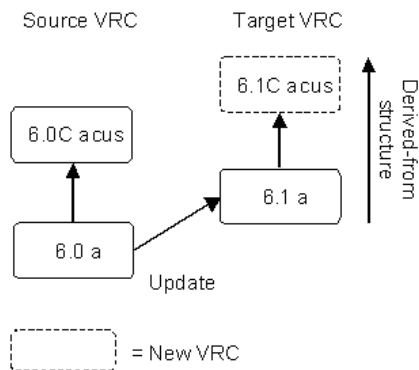 Source VRC
Target VRC
6.1C acus
6.0C acus
Derived-from
structure
6.1 a
6.0 a
Update
= New VRC